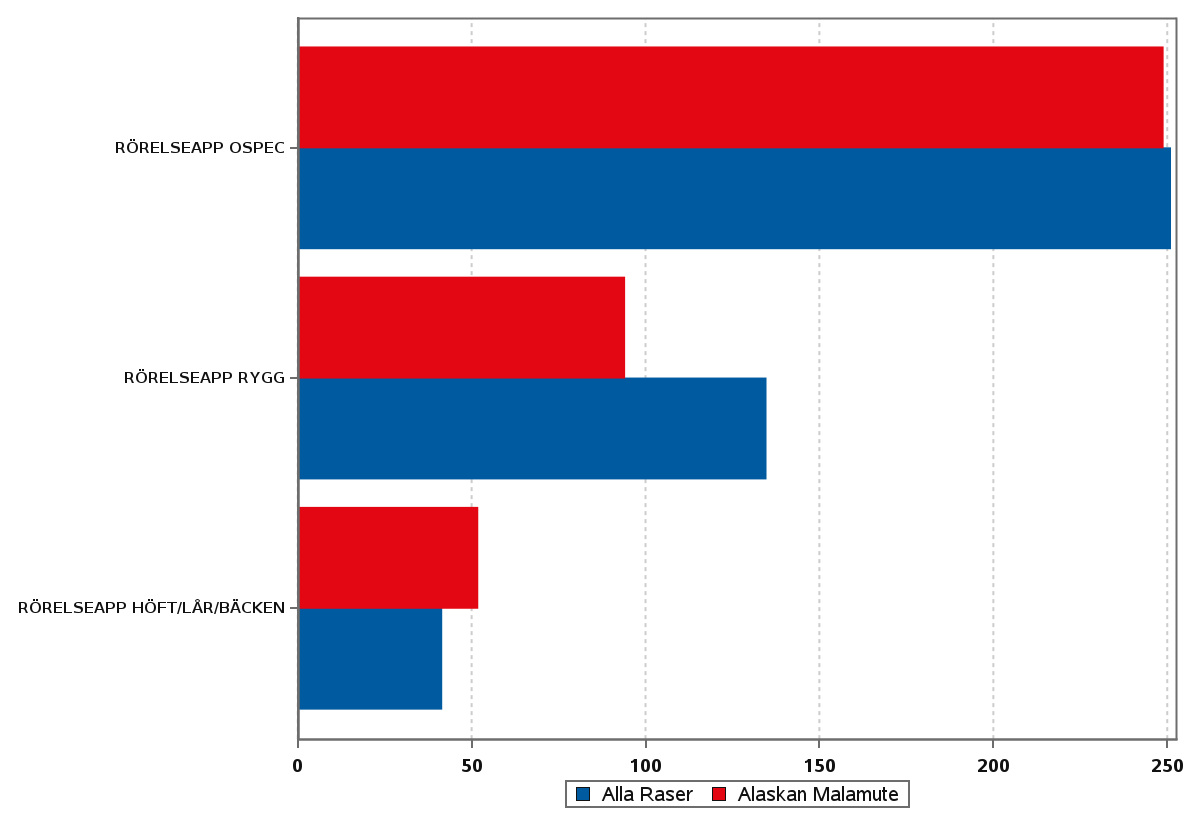 RÖRELSEAPP OSPEC
RÖRELSEAPP RYGG
RÖRELSEAPP HÖFT/LÅR/BÄCKEN
0 50 100 150 200 250
Alla Raser Alaskan Malamute